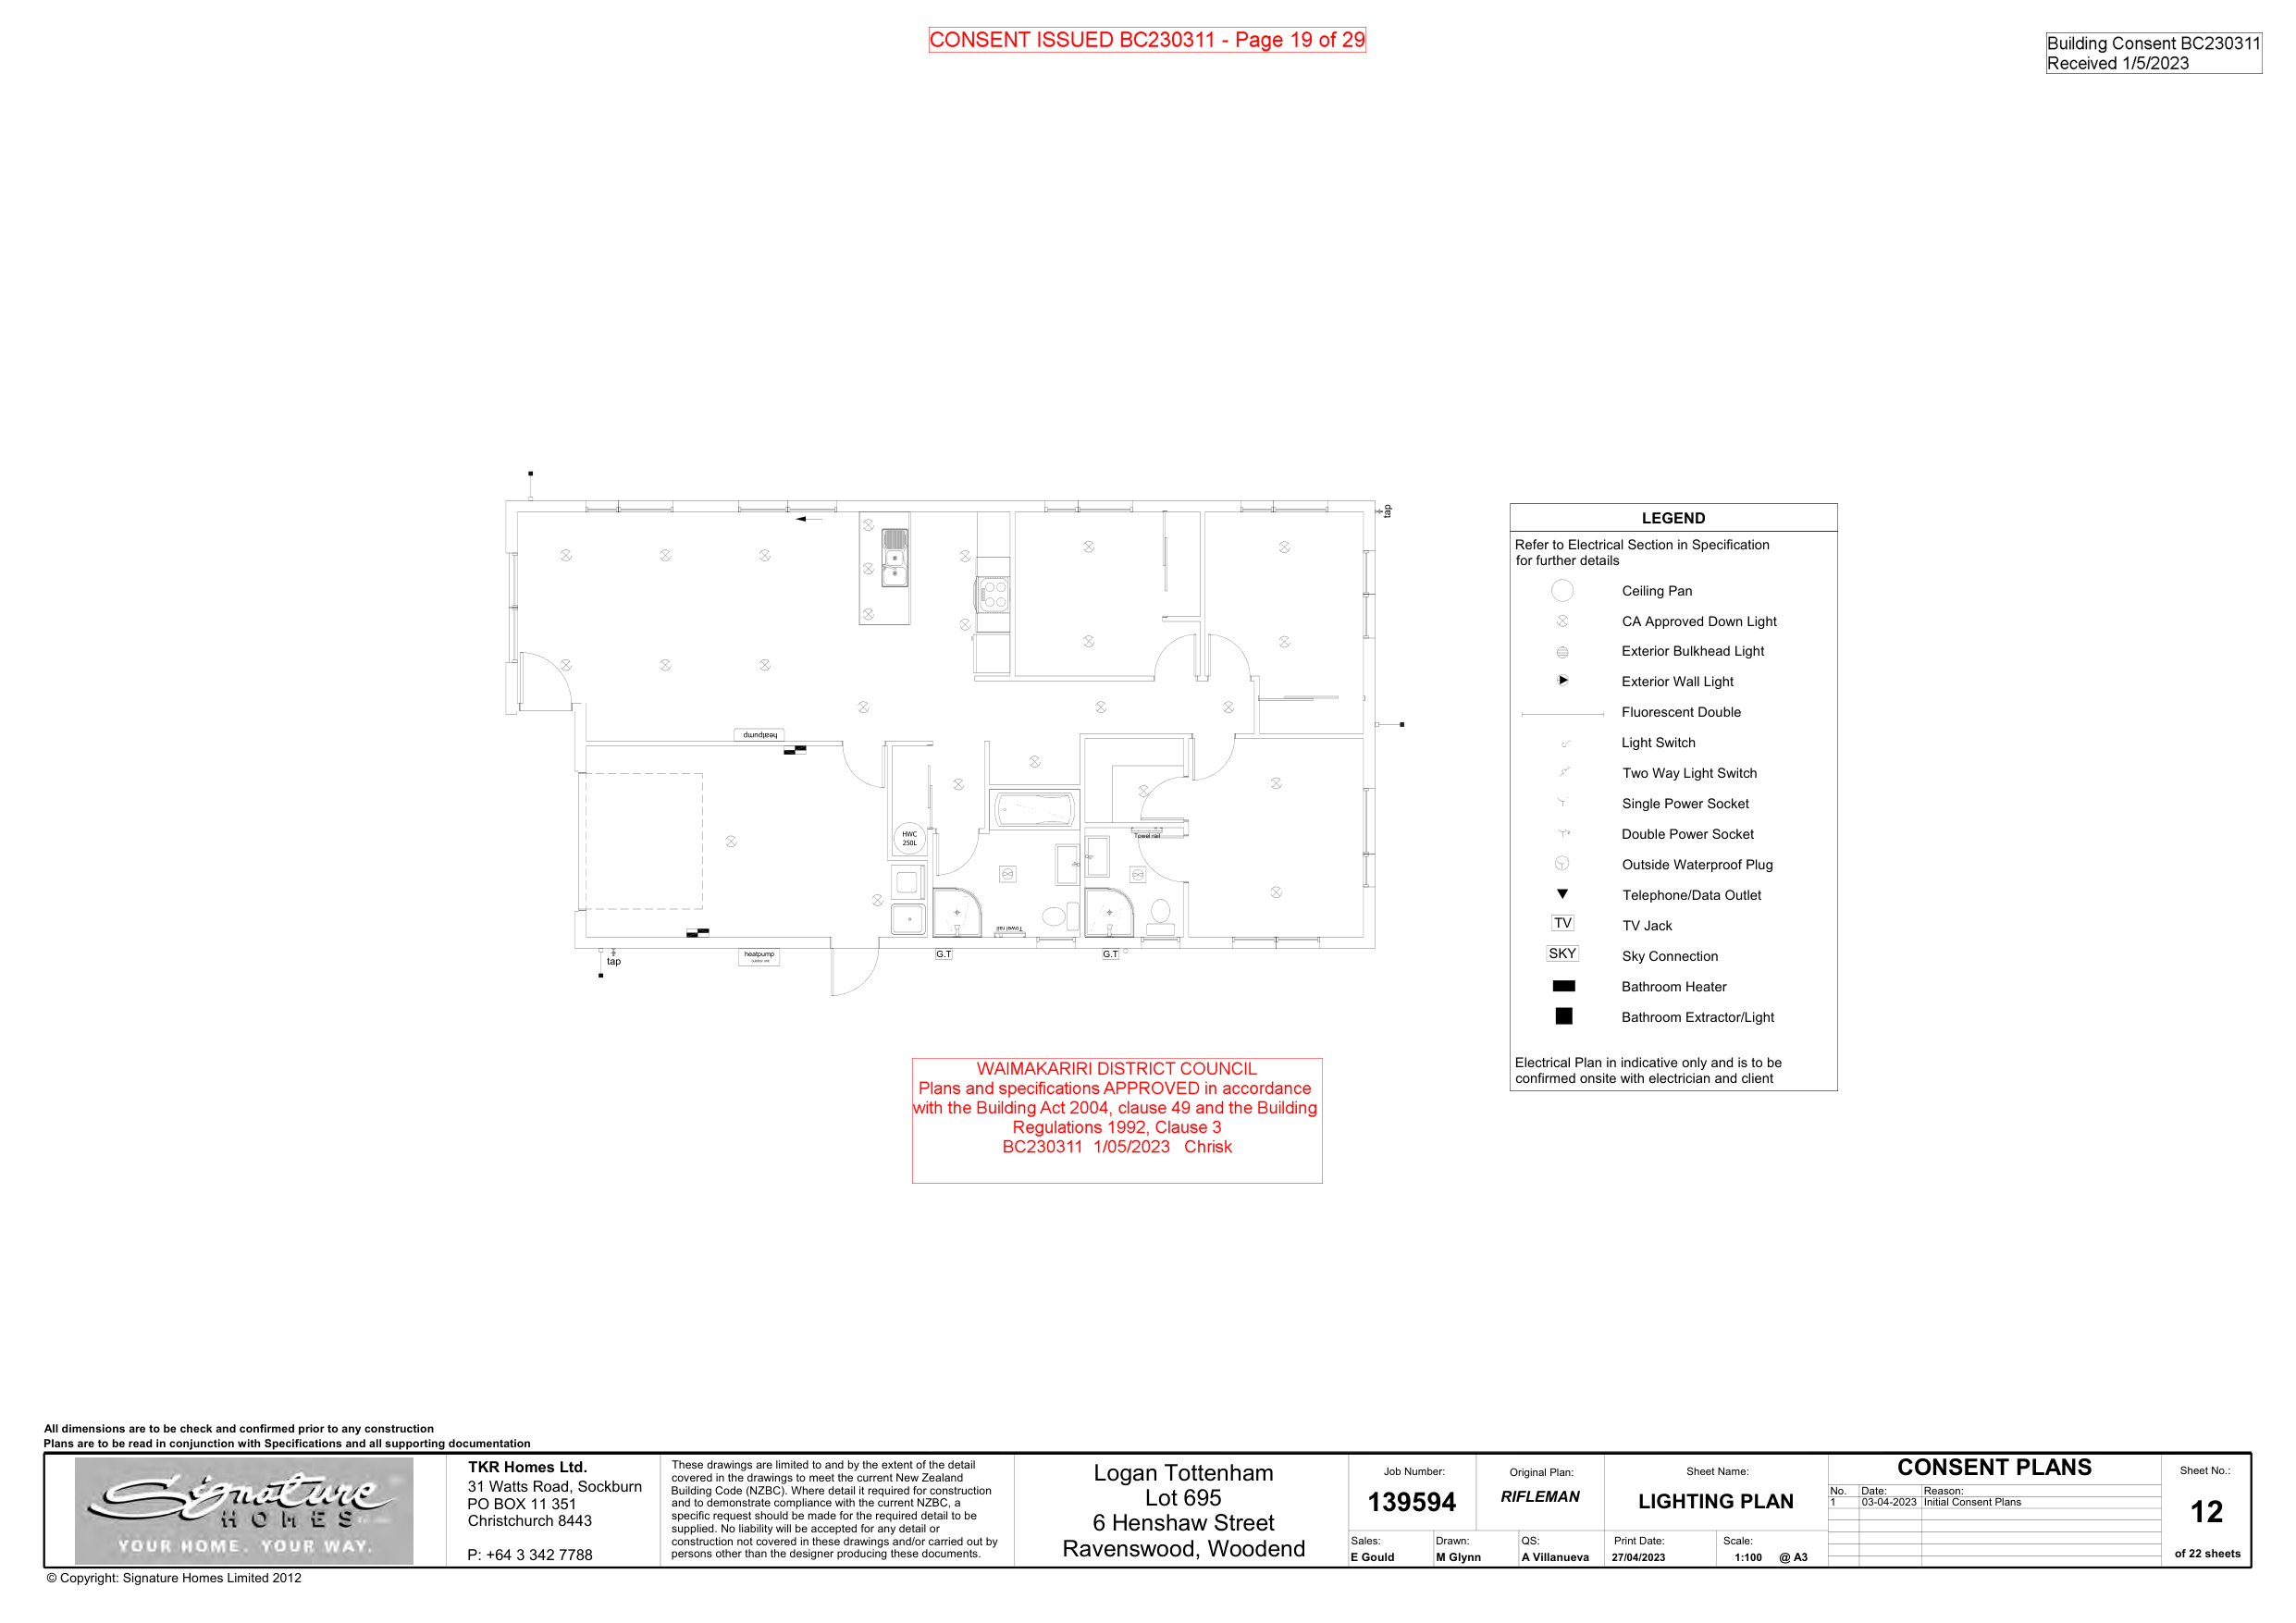 CONSENT ISSUED BC230311 - Page 19 of 29
Building Consent BC230311
Received 1/5/2023
tap
heatpump
HWC
250L
Towel rail
Towel rail
tap
heatpump
outdoor unit
G.T
G.T
LEGEND
Refer to Electrical Section in Specification
for further details
Ceiling Pan
CA Approved Down Light
Exterior Bulkhead Light
Exterior Wall Light
Fluorescent Double
Light Switch
Two Way Light Switch
Single Power Socket
Double Power Socket
Outside Waterproof Plug
Telephone/Data Outlet
TV TV Jack
SKY Sky Connection
Bathroom Heater
Bathroom Extractor/Light
Electrical Plan in indicative only and is to be
confirmed onsite with electrician and client
WAIMAKARIRI DISTRICT COUNCIL
Plans and specifications APPROVED in accordance
with the Building Act 2004, clause 49 and the Building
Regulations 1992, Clause 3
BC230311 1/05/2023 Chrisk
All dimensions are to be check and confirmed prior to any construction
Plans are to be read in conjunction with Specifications and all supporting documentation
Signature
HOMES
YOUR HOME. YOUR WAY.
TKR Homes Ltd.
31 Watts Road, Sockburn
PO BOX 11 351
Christchurch 8443
P: +64 3 342 7788
These drawings are limited to and by the extent of the detail
covered in the drawings to meet the current New Zealand
Building Code (NZBC). Where detail it required for construction
and to demonstrate compliance with the current NZBC, a
specific request should be made for the required detail to be
supplied. No liability will be accepted for any detail or
construction not covered in these drawings and/or carried out by
persons other than the designer producing these documents.
Logan Tottenham
Lot 695
6 Henshaw Street
Ravenswood, Woodend
Job Number:
139594
Original Plan:
RIFLEMAN
Sheet Name:
LIGHTING PLAN
Sales:
E Gould
Drawn:
M Glynn
QS:
A Villanueva
Print Date:
27/04/2023
Scale:
1:100 @ A3
CONSENT PLANS
No. Date: Reason:
1 03-04-2023 Initial Consent Plans
Sheet No.:
12
of 22 sheets
© Copyright: Signature Homes Limited 2012